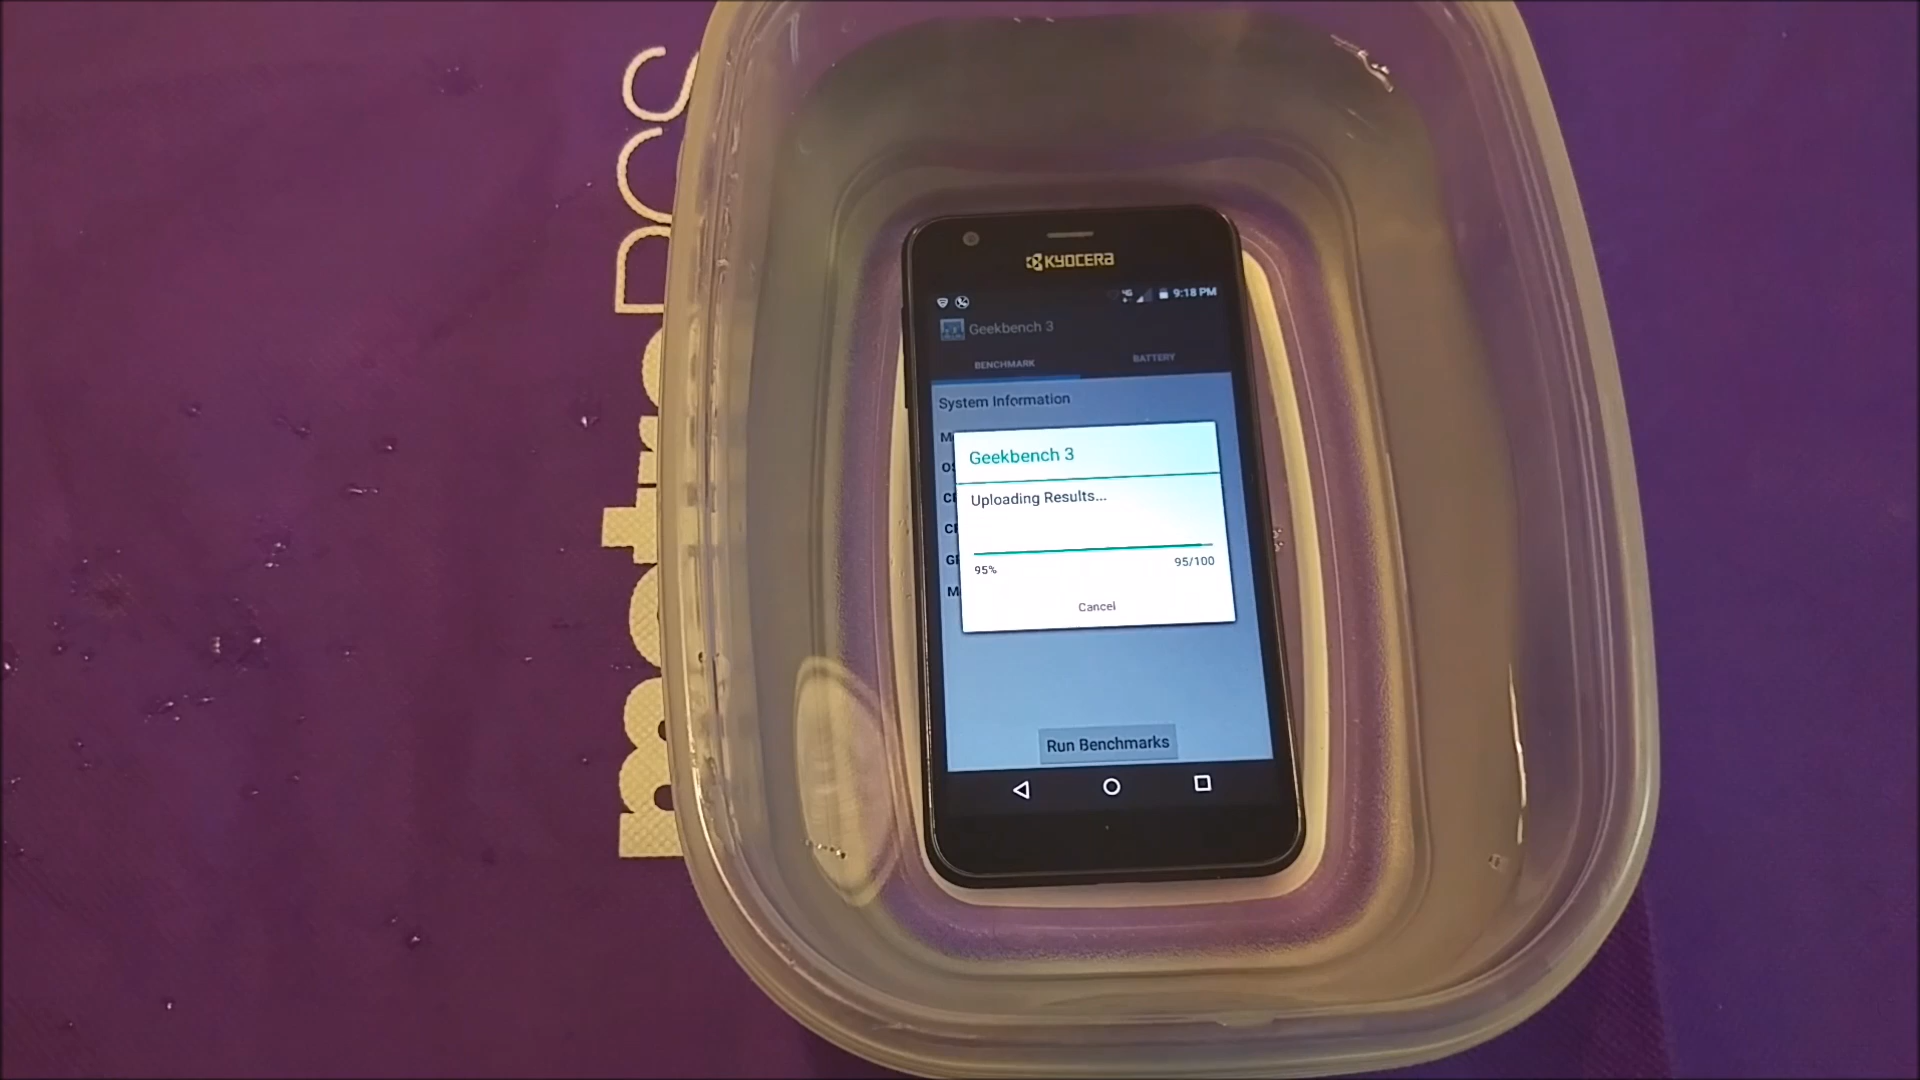 KYOCERA
9:18 PM
Geekbench 3
BENCHMARK BATTERY
System Information
Geekbench 3
Uploading Results...
95% 95/100
Cancel
Run Benchmarks